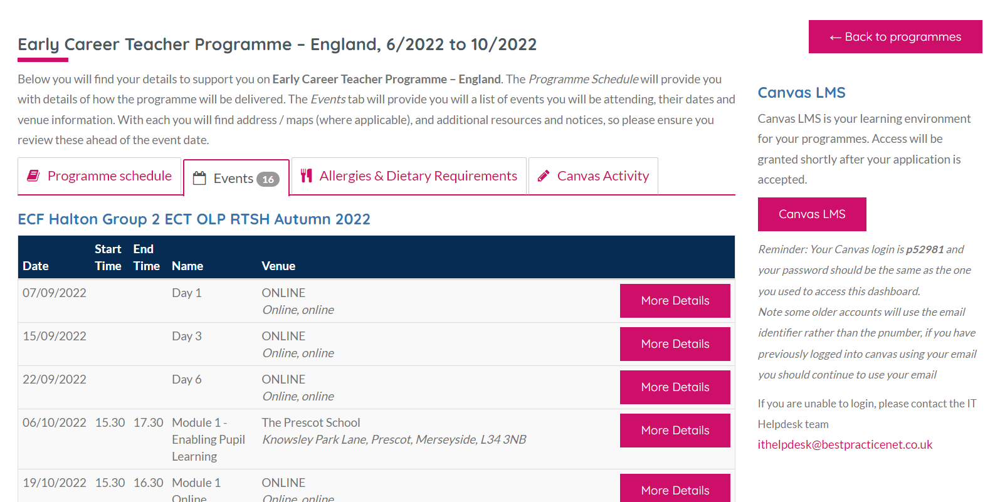 Early Career Teacher Programme – England, 6/2022 to 10/2022
← Back to programmes
Below you will find your details to support you on Early Career Teacher Programme – England. The Programme Schedule will provide you
with details of how the programme will be delivered. The Events tab will provide you will a list of events you will be attending, their dates and
venue information. With each you will find address / maps (where applicable), and additional resources and notices, so please ensure you
review these ahead of the event date.
Programme schedule
Events 16
Allergies & Dietary Requirements
Canvas Activity
ECF Halton Group 2 ECT OLP RTSH Autumn 2022
Date Start Time End Time Name Venue
07/09/2022 Day 1 ONLINE
Online, online
More Details
15/09/2022 Day 3 ONLINE
Online, online
More Details
22/09/2022 Day 6 ONLINE
Online, online
More Details
06/10/2022 15.30 17.30 Module 1 - The Prescot School
Enabling Pupil Knowsley Park Lane, Prescot, Merseyside, L34 3NB
Learning
More Details
19/10/2022 15.30 16.30 Module 1 ONLINE
Online Online, online
More Details
Canvas LMS
Canvas LMS is your learning environment
for your programmes. Access will be
granted shortly after your application is
accepted.
Canvas LMS
Reminder: Your Canvas login is p52981 and
your password should be the same as the one
you used to access this dashboard.
Note some older accounts will use the email
identifier rather than the pnumber, if you have
previously logged into canvas using your email
you should continue to use your email
If you are unable to login, please contact the IT
Helpdesk team
ithelpdesk@bestpracticenet.co.uk